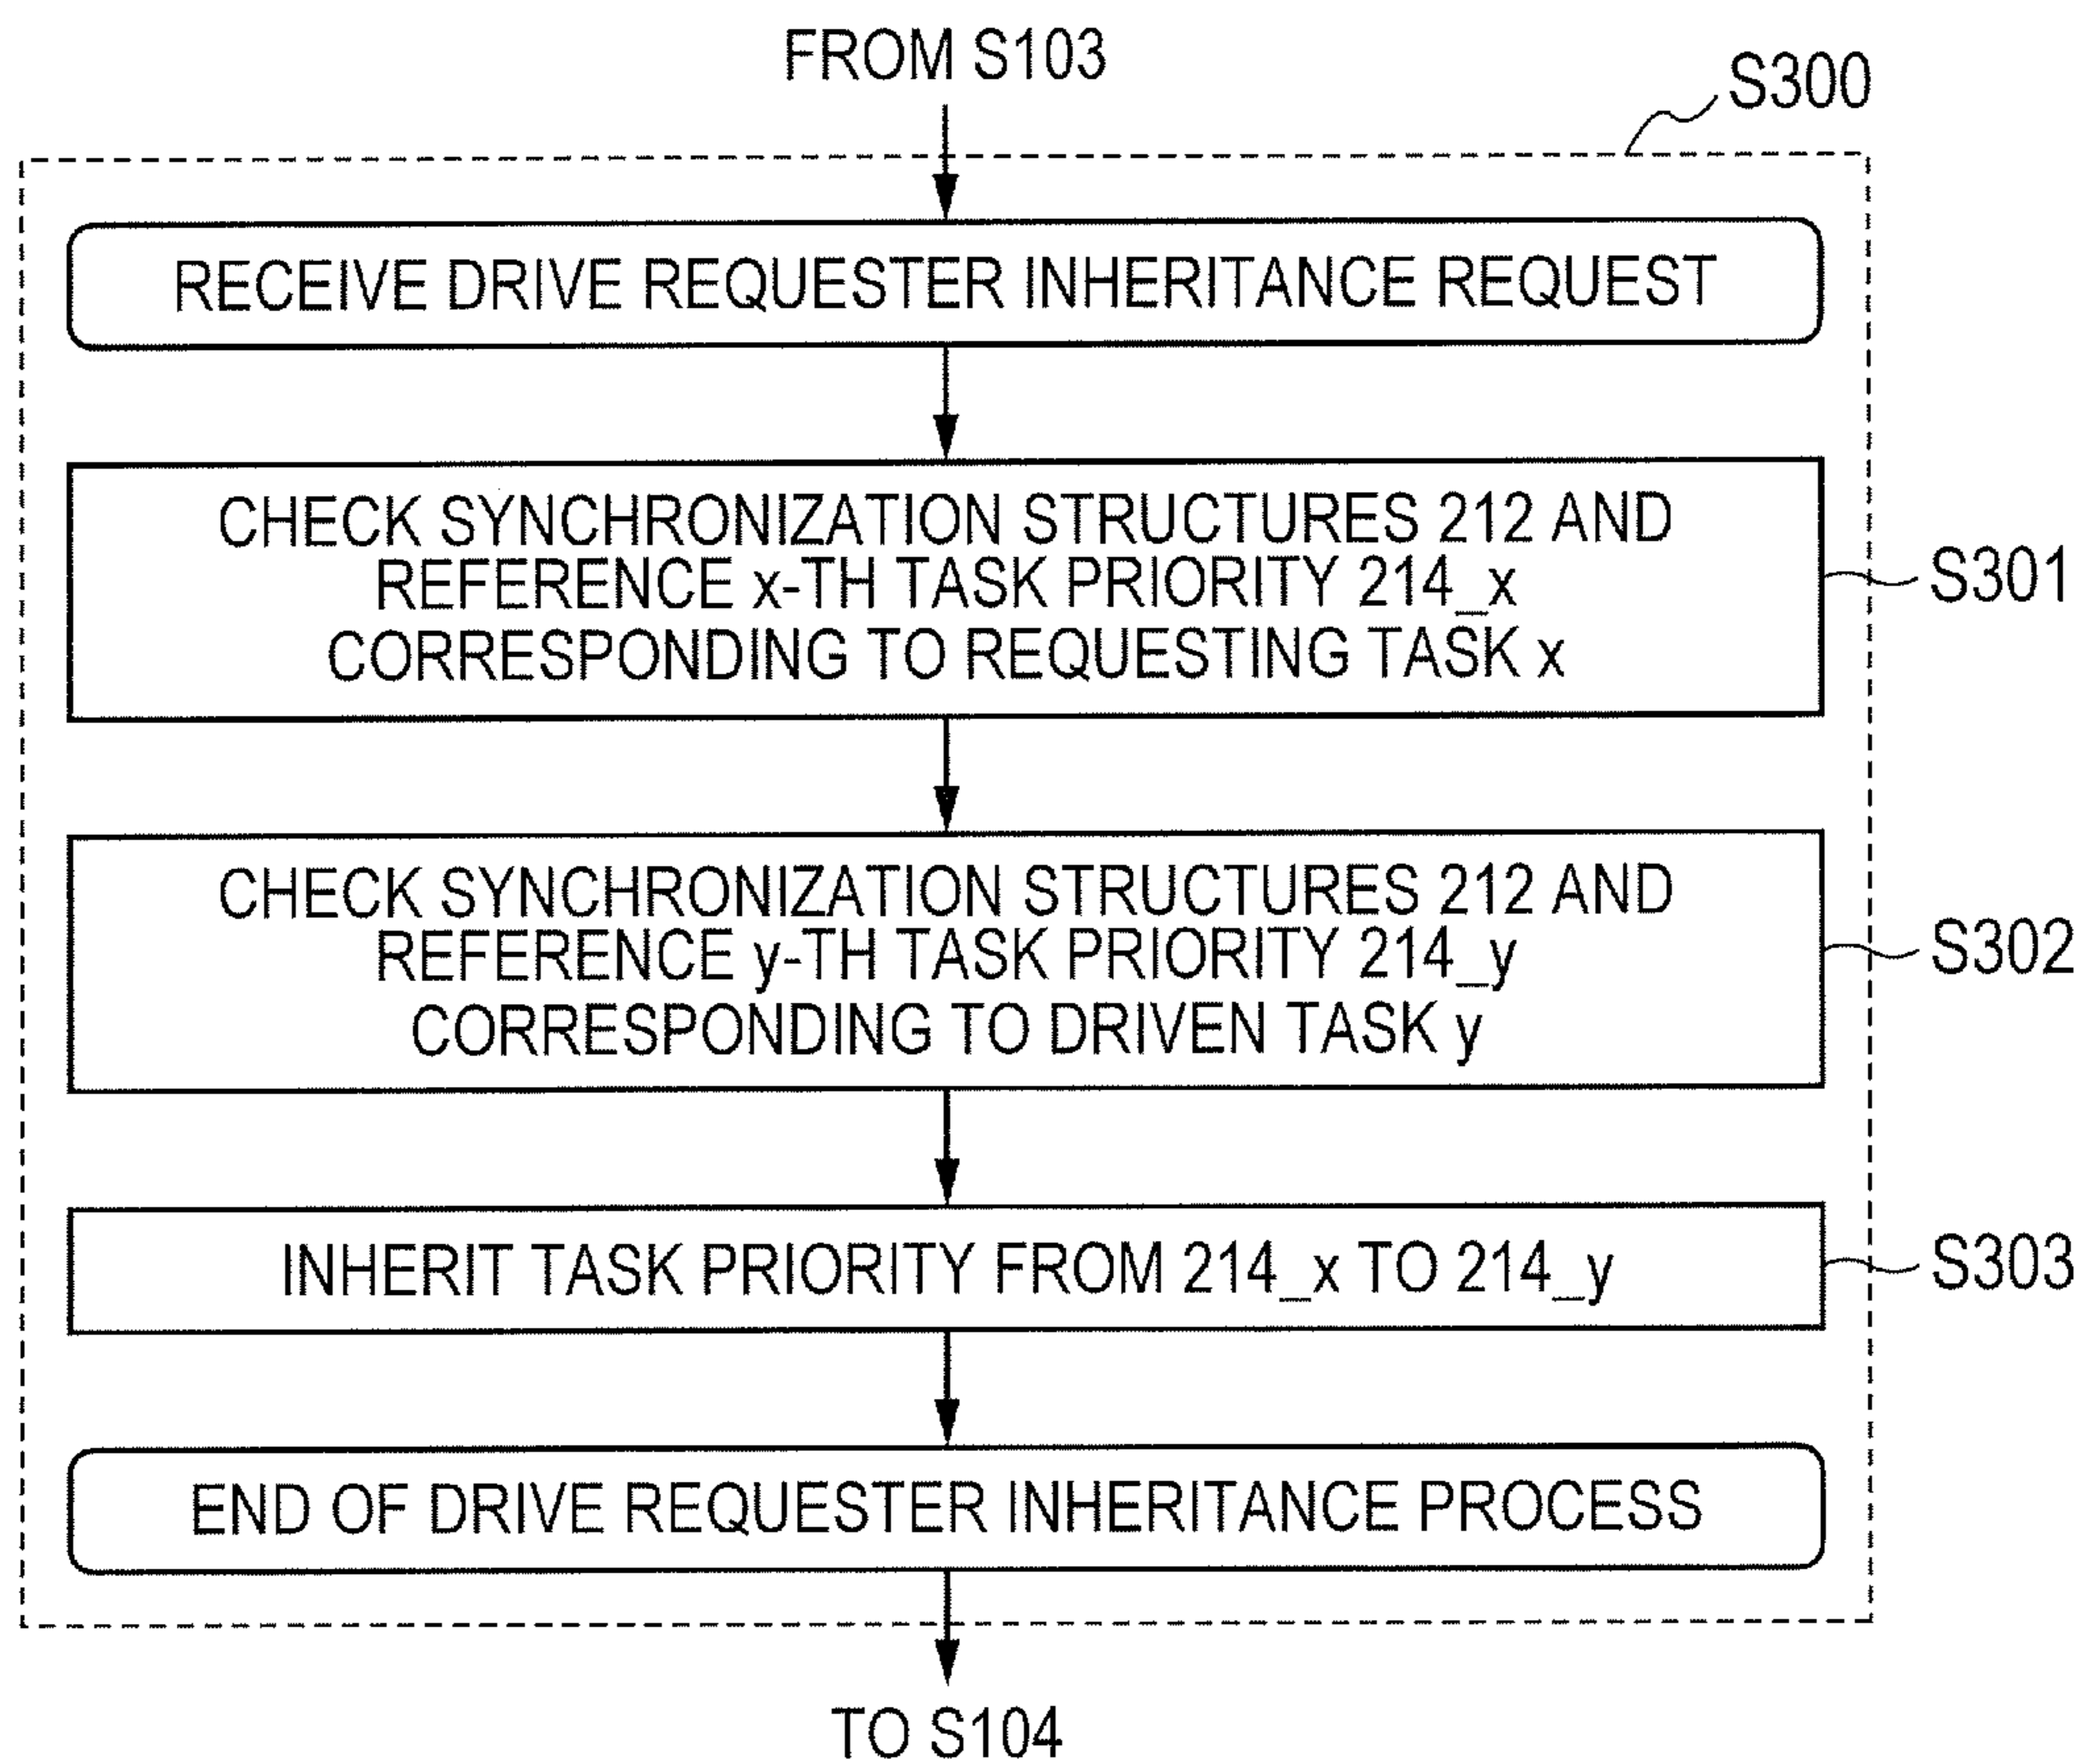 FROM S103
S300
RECEIVE DRIVE REQUESTER INHERITANCE REQUEST
CHECK SYNCHRONIZATION STRUCTURES 212 AND
REFERENCE x-TH TASK PRIORITY 214_x
CORRESPONDING TO REQUESTING TASK x
S301
CHECK SYNCHRONIZATION STRUCTURES 212 AND
REFERENCE y-TH TASK PRIORITY 214_y
CORRESPONDING TO DRIVEN TASK y
S302
INHERIT TASK PRIORITY FROM 214_x TO 214_y
S303
END OF DRIVE REQUESTER INHERITANCE PROCESS
TO S104